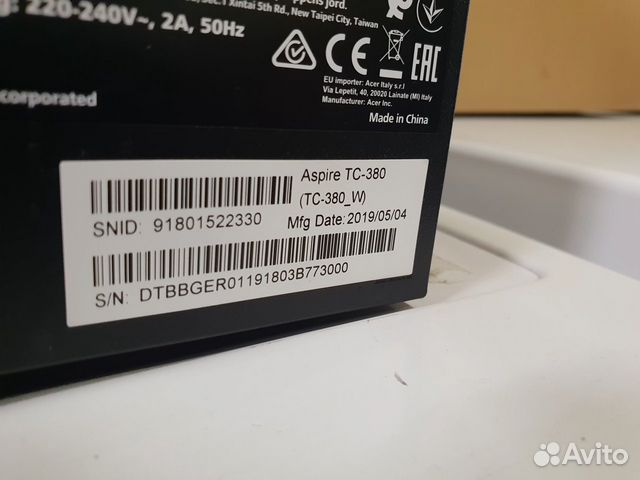 g: 220-240V~, 2A, 50Hz
Sec.1 Xintai 5th Rd., New Taipei City, Taiwan
EAC
EU importer: Acer Italy s.r.l
Via Lepetit, 40, 20020 Lainate (MI) Italy
Manufacturer: Acer Inc.
corporated
Made in China
Aspire TC-380
(TC-380_W)
SNID: 91801522330
Mfg Date: 2019/05/04
S/N: DTBBGER01191803B773000
Avito